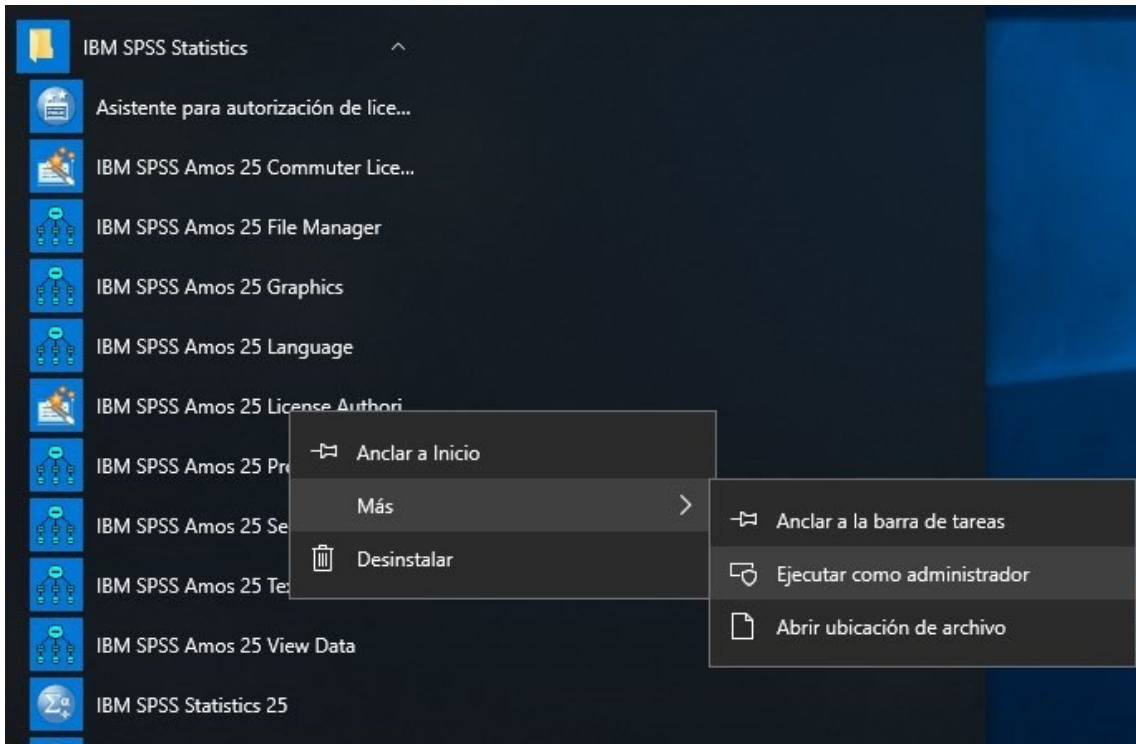 IBM SPSS Statistics
Asistente para autorización de lice...
IBM SPSS Amos 25 Commuter Lice...
IBM SPSS Amos 25 File Manager
IBM SPSS Amos 25 Graphics
IBM SPSS Amos 25 Language
IBM SPSS Amos 25 License Authori
IBM SPSS Amos 25 Pr
IBM SPSS Amos 25 Se
IBM SPSS Amos 25 Te
IBM SPSS Amos 25 View Data
IBM SPSS Statistics 25
Anclar a Inicio
Más
Desinstalar
Anclar a la barra de tareas
Ejecutar como administrador
Abrir ubicación de archivo